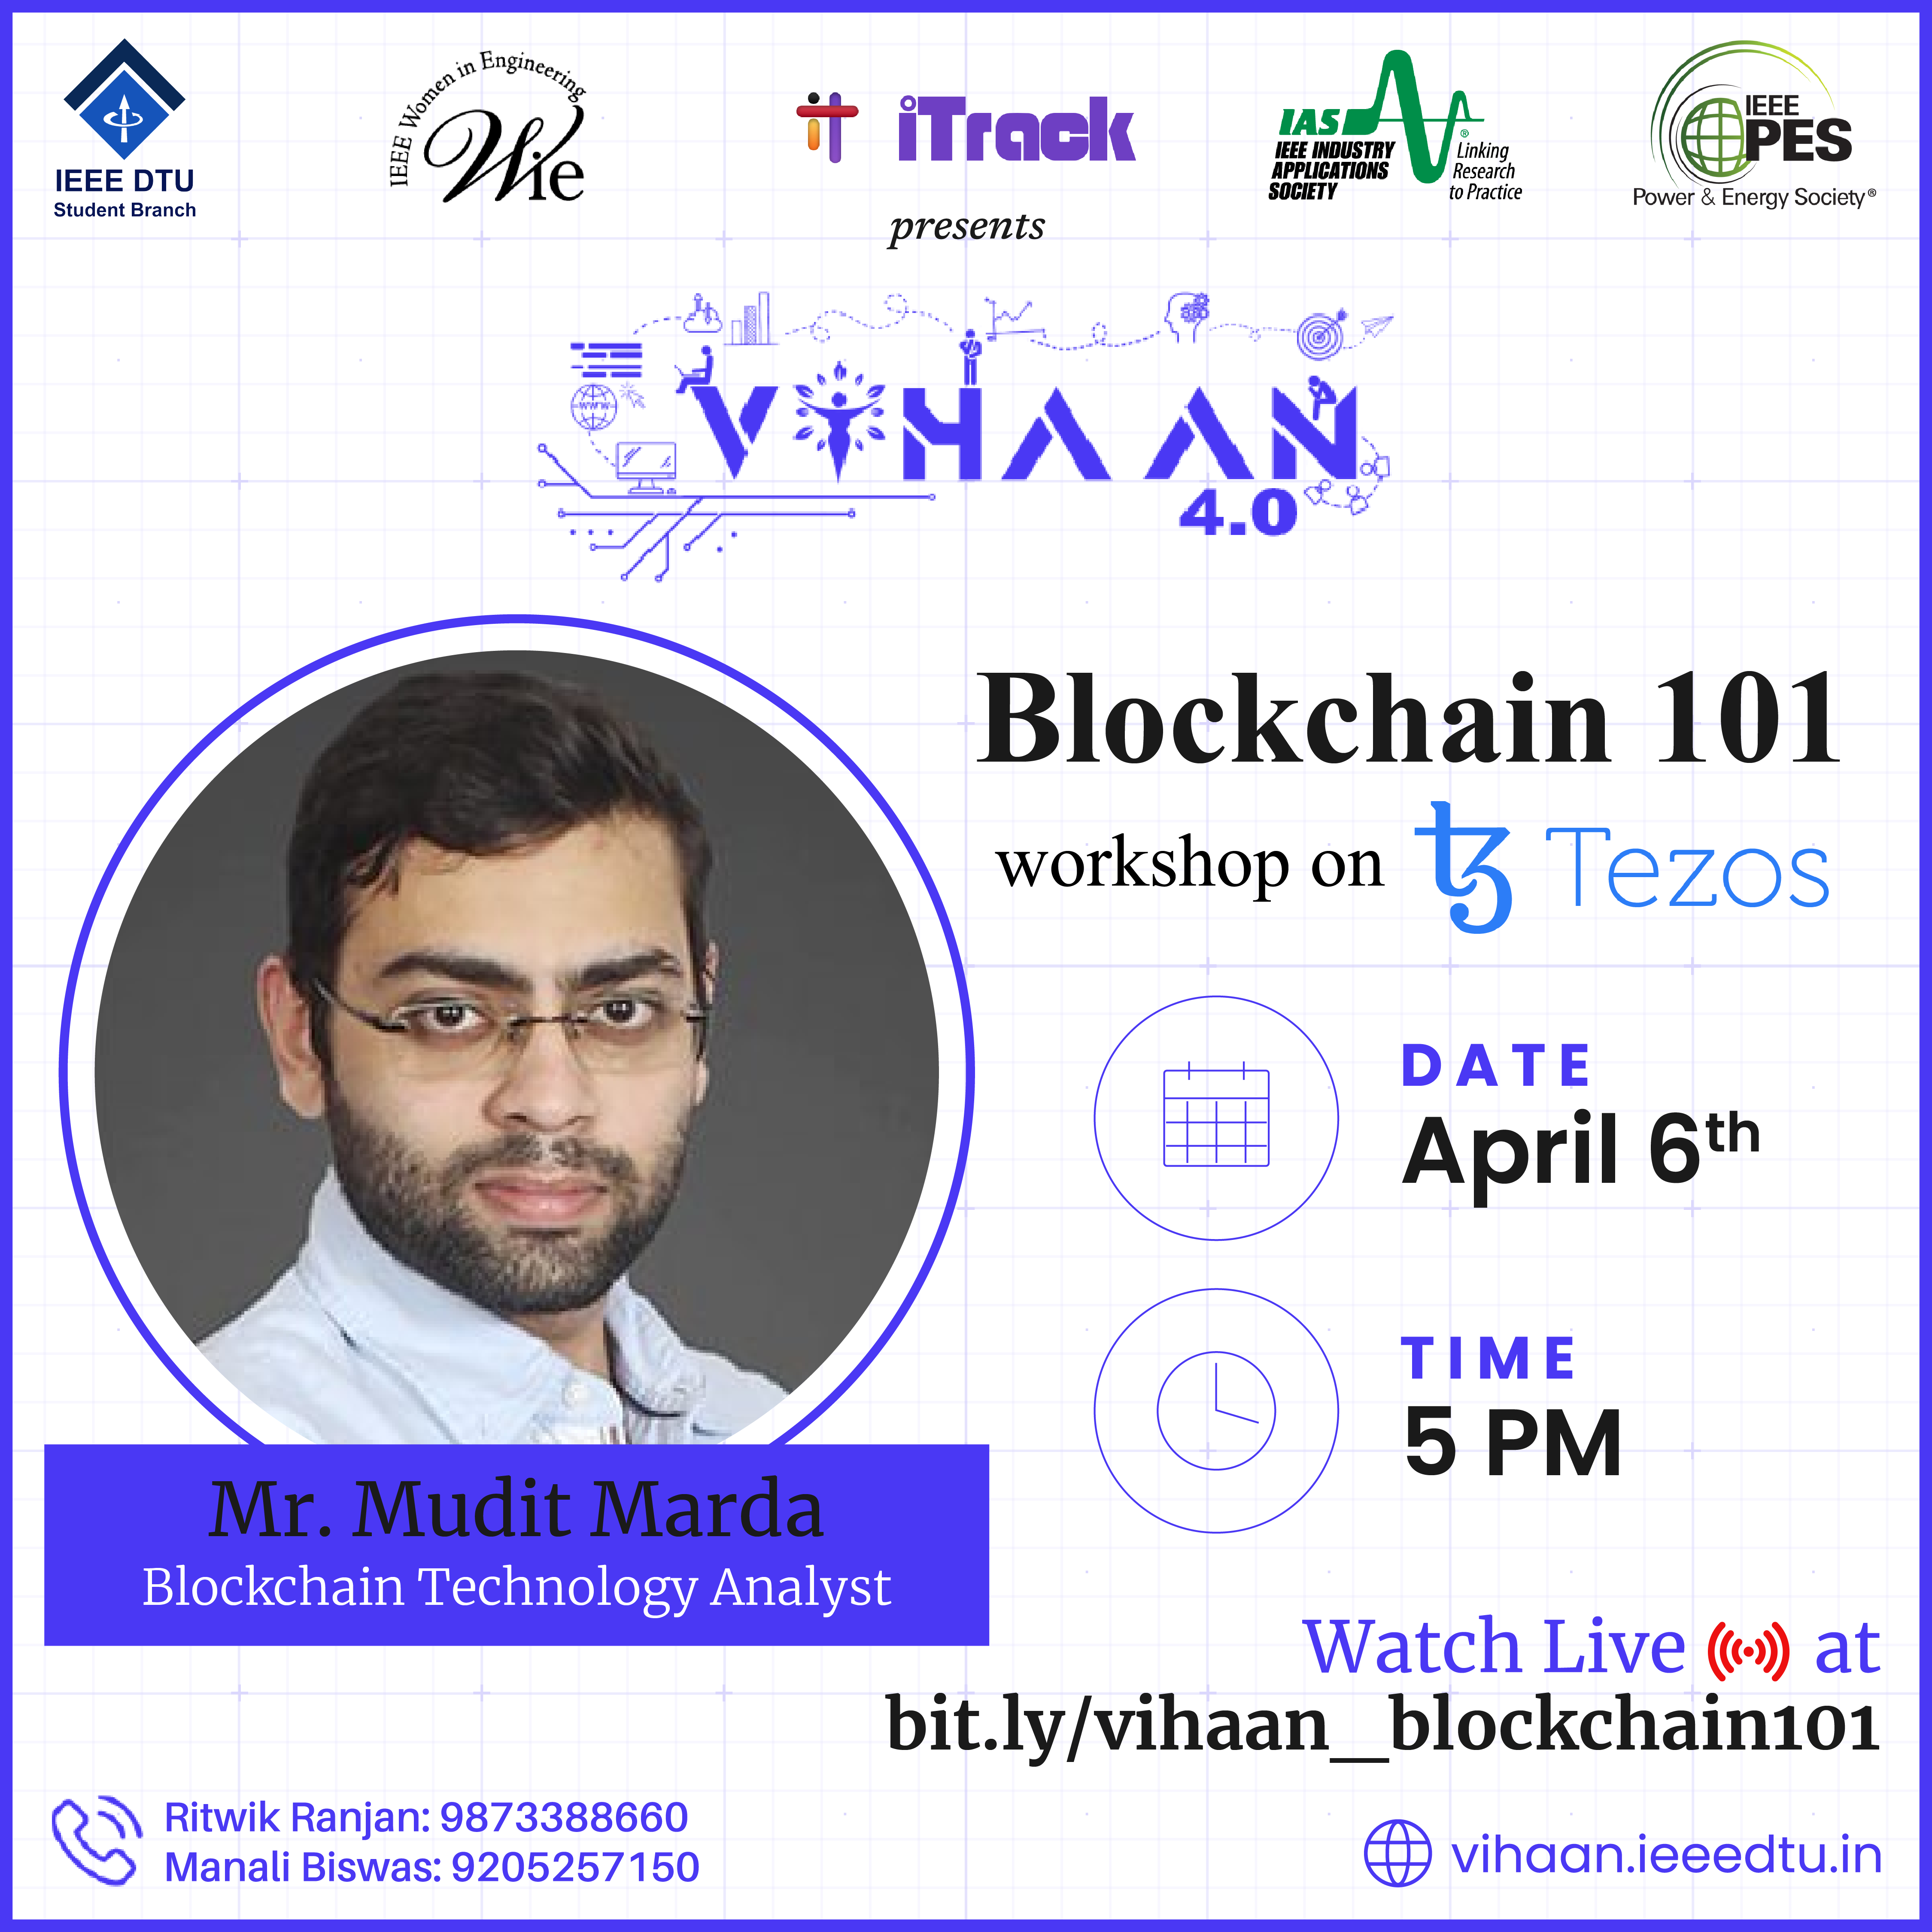 IEEE DTU
Student Branch
IEEE Women in Engineering
Wie
iTrack
presents
IAS
IEEE INDUSTRY
APPLICATIONS
SOCIETY
®
Linking
Research
to Practice
IEEE
PES
Power & Energy Society®
www
VIHAAN
4.0
Blockchain 101
workshop on Tezos
DATE
April 6th
TIME
5 PM
Mr. Mudit Marda
Blockchain Technology Analyst
Watch Live at
bit.ly/vihaan__blockchain101
Ritwik Ranjan: 9873388660
Manali Biswas: 9205257150
vihaan.ieeedtu.in